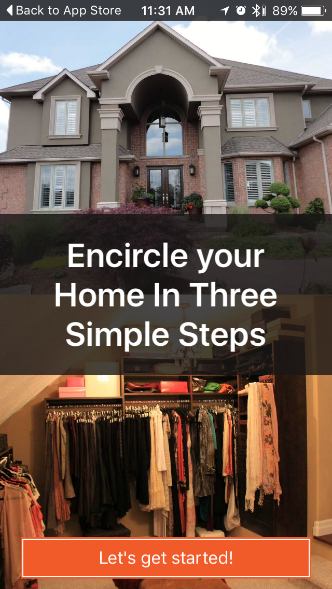 Back to App Store 11:31 AM 89%
Encircle your
Home In Three
Simple Steps
Let's get started!